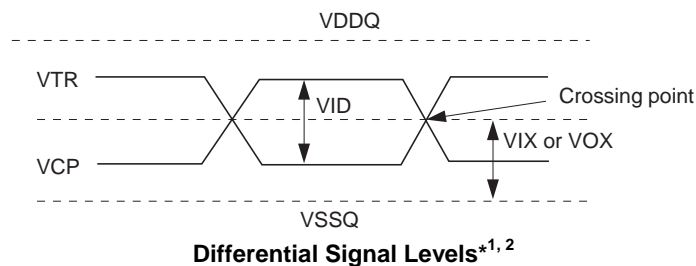 VDDQ
VTR
Crossing point
VID
VIX or VOX
VCP
VSSQ
Differential Signal Levels*1, 2